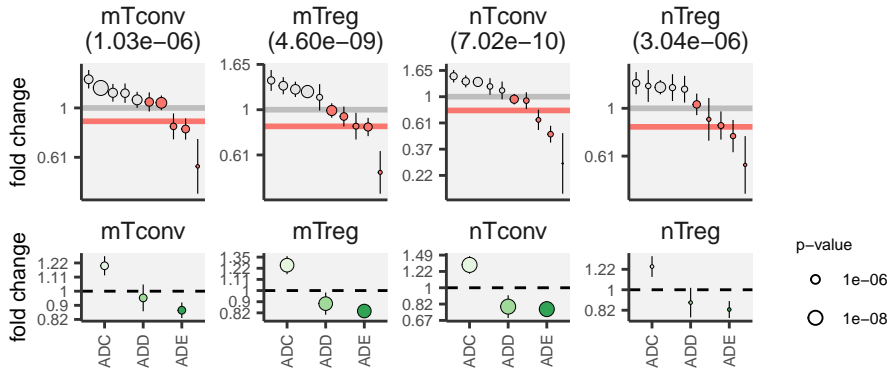 mTconv
(1.03e−06)
mTreg
(4.60e−09)
nTconv
(7.02e−10)
nTreg
(3.04e−06)
fold change
1
0.61
1.65
1
0.61
1.65
1
0.61
0.37
0.22
1
0.61
mTconv
mTreg
nTconv
nTreg
fold change
1.22
1.11
1
0.9
0.82
1.35
1.22
1.11
1
0.9
0.82
1.49
1.22
1
0.82
0.67
1.22
1
0.82
ADC
ADD
ADE
ADC
ADD
ADE
ADC
ADD
ADE
ADC
ADD
ADE
p−value
1e−06
1e−08